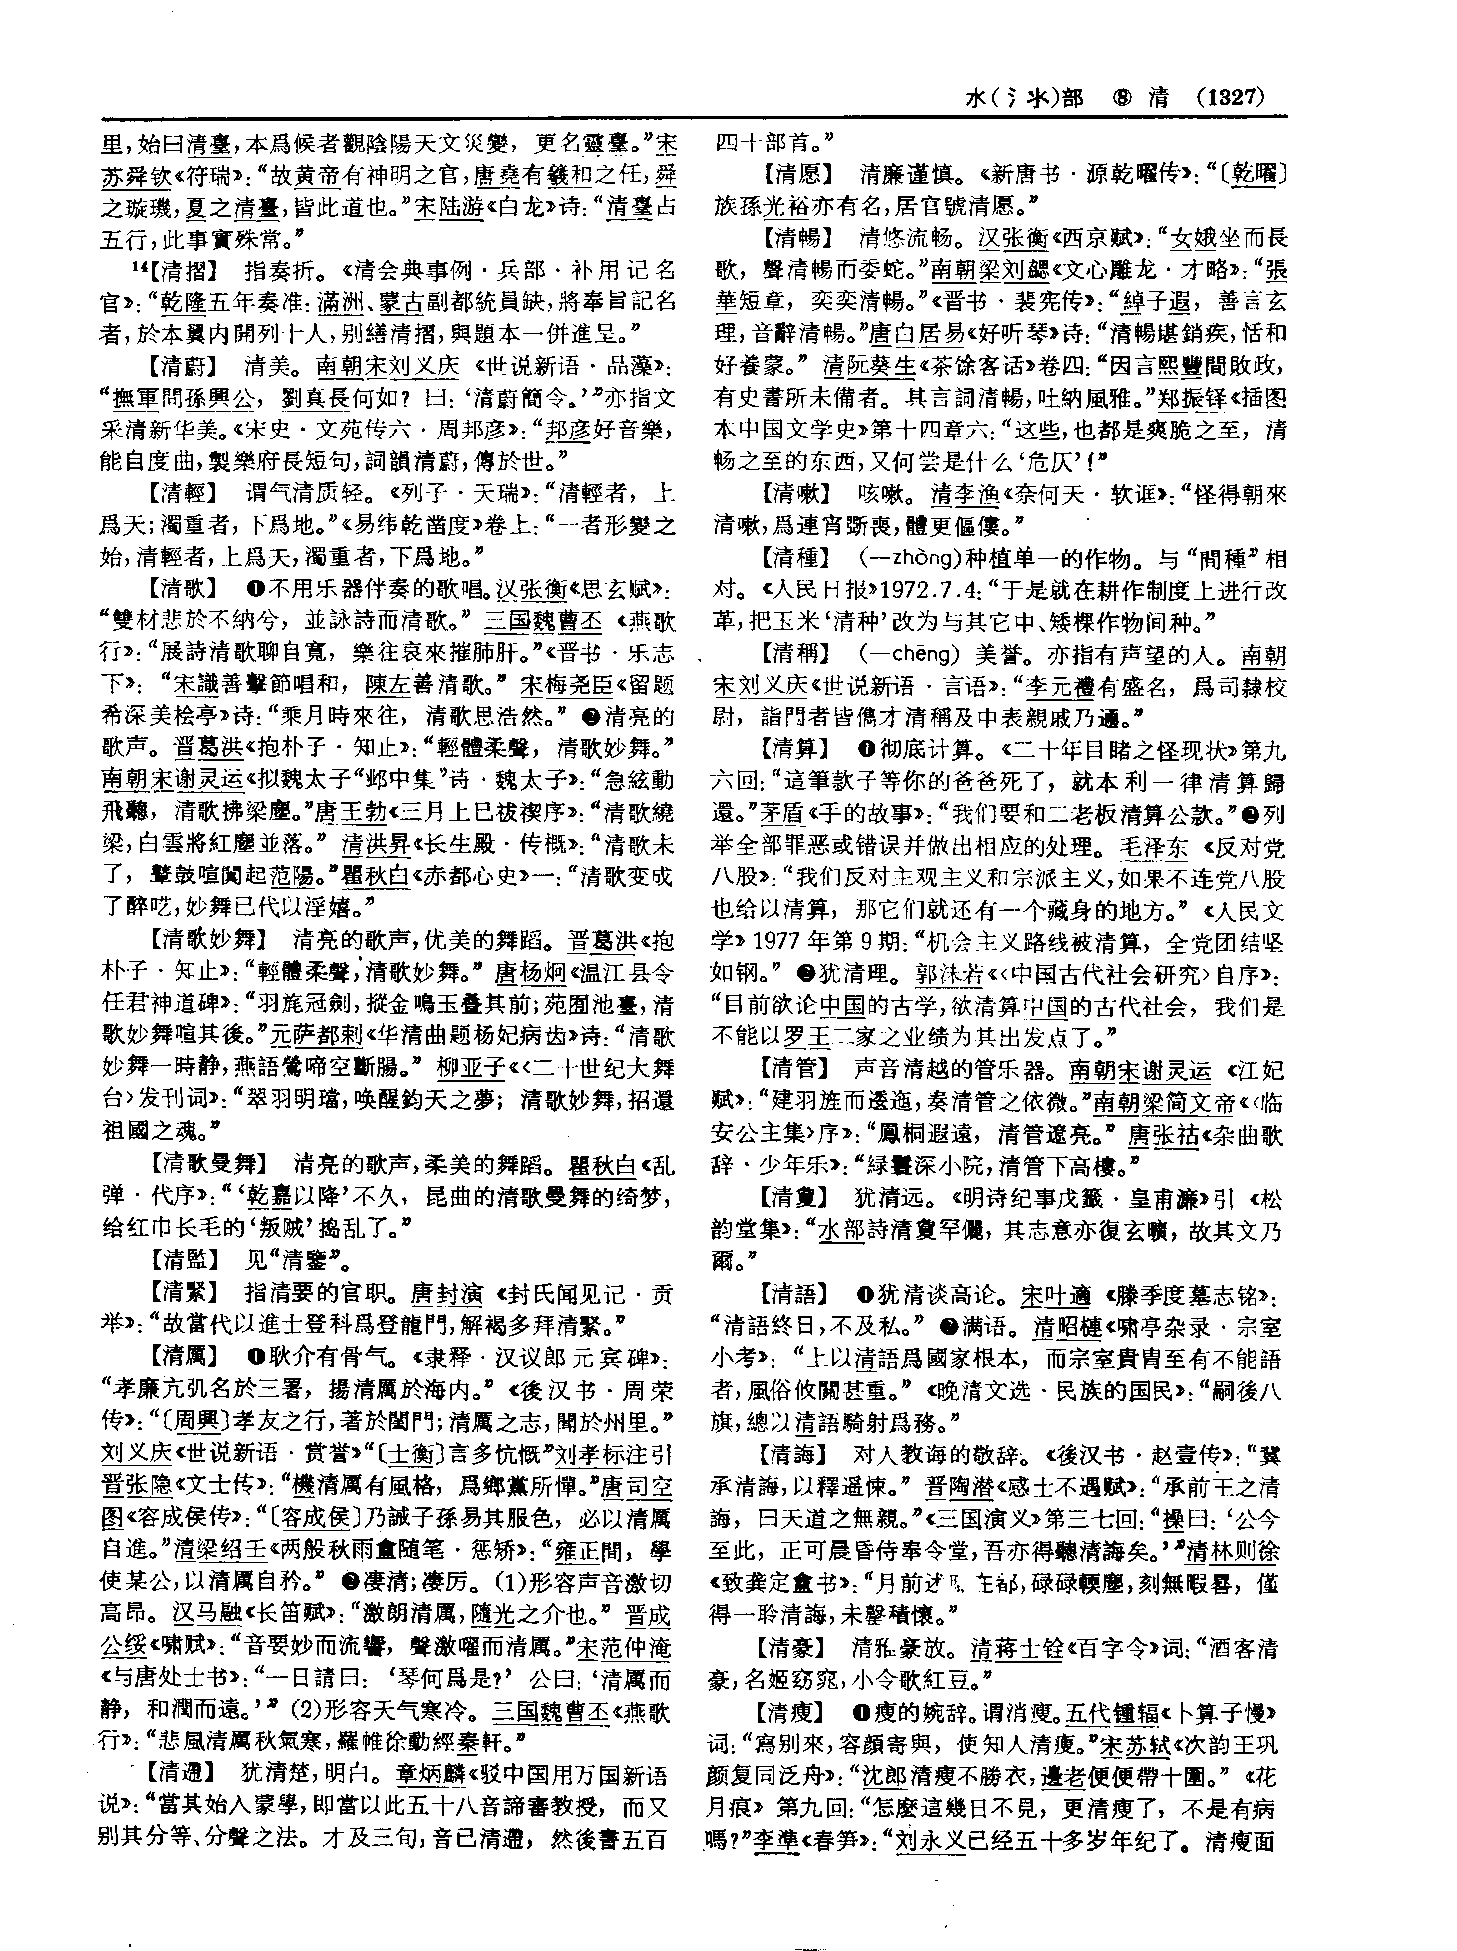 水(氵氺)部 ⑧ 清 (1327)
里,始曰清臺,本爲候者觀陰陽天文災變,更名靈臺。”宋
苏舜钦《符瑞》:“故黄帝有神明之官,唐堯有羲和之任,舜
之璇璣,夏之清臺,皆此道也。”宋陆游《白龙》诗:“清臺占
五行,此事實殊常。”
¹⁴【清摺】 指奏折。《清会典事例·兵部·补用记名
官》:“乾隆五年奏准:滿洲、蒙古副都統員缺,將奉旨記名
者,於本翼内開列十人,别繕清摺,與題本一併進呈。”
【清蔚】 清美。南朝宋刘义庆《世说新语·品藻》:
“撫軍問孫興公,劉真長何如?曰:‘清蔚簡令。’”亦指文
采清新华美。《宋史·文苑传六·周邦彦》:“邦彦好音樂,
能自度曲,製樂府長短句,詞韻清蔚,傳於世。”
【清輕】 谓气清质轻。《列子·天瑞》:“清輕者,上
爲天;濁重者,下爲地。”《易纬乾凿度》卷上:“一者形變之
始,清輕者,上爲天,濁重者,下爲地。”
【清歌】 ❶不用乐器伴奏的歌唱。汉张衡《思玄赋》:
“雙材悲於不納兮,並詠詩而清歌。”三国魏曹丕《燕歌
行》:“展詩清歌聊自寬,樂往哀來摧肺肝。”《晋书·乐志
下》:“宋識善擊節唱和,陳左善清歌。”宋梅尧臣《留题
希深美桧亭》诗:“乘月時來往,清歌思浩然。”❷清亮的
歌声。晋葛洪《抱朴子·知止》:“輕體柔聲,清歌妙舞。”
南朝宋谢灵运《拟魏太子“邺中集”诗·魏太子》:“急絃動
飛聽,清歌拂梁塵。”唐王勃《三月上巳祓禊序》:“清歌繞
梁,白雲將紅塵並落。”清洪昇《长生殿·传概》:“清歌未
了,鼙鼓喧闐起范陽。”瞿秋白《赤都心史》一:“清歌变成
了醉呓,妙舞已代以淫嬉。”
【清歌妙舞】 清亮的歌声,优美的舞蹈。晋葛洪《抱
朴子·知止》:“輕體柔聲,清歌妙舞。”唐杨炯《温江县令
任君神道碑》:“羽旄冠劍,摐金鳴玉叠其前;苑囿池臺,清
歌妙舞喧其後。”元萨都剌《华清曲题杨妃病齿》诗:“清歌
妙舞一時静,燕語鶯啼空斷腸。”柳亚子《〈二十世纪大舞
台〉发刊词》:“翠羽明璫,唤醒鈞天之夢;清歌妙舞,招還
祖國之魂。”
【清歌曼舞】 清亮的歌声,柔美的舞蹈。瞿秋白《乱
弹·代序》:“‘乾嘉以降’不久,昆曲的清歌曼舞的绮梦,
给红巾长毛的‘叛贼’捣乱了。”
【清監】 见“清鑒”。
【清緊】 指清要的官职。唐封演《封氏闻见记·贡
举》:“故當代以進士登科爲登龍門,解褐多拜清緊。”
【清厲】 ❶耿介有骨气。《隶释·汉议郎元宾碑》:
“孝廉亢虬名於三署,揚清厲於海内。”《後汉书·周荣
传》:“〔周興〕孝友之行,著於閨門;清厲之志,聞於州里。”
刘义庆《世说新语·赏誉》“〔士衡〕言多忼慨”刘孝标注引
晋张隐《文士传》:“機清厲有風格,爲鄉黨所憚。”唐司空
图《容成侯传》:“〔容成侯〕乃誡子孫易其服色,必以清厲
自進。”清梁绍壬《两般秋雨盦随笔·惩矫》:“雍正間,學
使某公,以清厲自矜。”❷凄清;凄厉。(1)形容声音激切
高昂。汉马融《长笛赋》:“激朗清厲,隨光之介也。”晋成
公绥《啸赋》:“音要妙而流響,聲激嚁而清厲。”宋范仲淹
《与唐处士书》:“一日請曰:‘琴何爲是?’公曰:‘清厲而
静,和潤而遠。’”(2)形容天气寒冷。三国魏曹丕《燕歌
行》:“悲風清厲秋氣寒,羅帷徐動經秦軒。”
【清遰】 犹清楚,明白。章炳麟《驳中国用万国新语
说》:“當其始入蒙學,即當以此五十八音諦審教授,而又
别其分等、分聲之法。才及三旬,音已清遰,然後書五百
四十部首。”
【清愿】 清廉谨慎。《新唐书·源乾曜传》:“〔乾曜〕
族孫光裕亦有名,居官號清愿。”
【清暢】 清悠流畅。汉张衡《西京赋》:“女娥坐而長
歌,聲清暢而委蛇。”南朝梁刘勰《文心雕龙·才略》:“張
華短章,奕奕清暢。”《晋书·裴宪传》:“綽子遐,善言玄
理,音辭清暢。”唐白居易《好听琴》诗:“清暢堪銷疾,恬和
好養蒙。”清阮葵生《茶馀客话》卷四:“因言熙豐間敗政,
有史書所未備者。其言詞清暢,吐納風雅。”郑振铎《插图
本中国文学史》第十四章六:“这些,也都是爽脆之至,清
畅之至的东西,又何尝是什么‘危仄’!”
【清嗽】 咳嗽。清李渔《奈何天·软诓》:“怪得朝來
清嗽,爲連宵斲喪,體更傴僂。”
【清種】 (—zhòng)种植单一的作物。与“間種”相
对。《人民日报》1972.7.4:“于是就在耕作制度上进行改
革,把玉米‘清种’改为与其它中、矮棵作物间种。”
【清稱】 (—chēng)美誉。亦指有声望的人。南朝
宋刘义庆《世说新语·言语》:“李元禮有盛名,爲司隸校
尉,詣門者皆儁才清稱及中表親戚乃通。”
【清算】 ❶彻底计算。《二十年目睹之怪现状》第九
六回:“這筆款子等你的爸爸死了,就本利一律清算歸
還。”茅盾《手的故事》:“我们要和二老板清算公款。”❷列
举全部罪恶或错误并做出相应的处理。毛泽东《反对党
八股》:“我们反对主观主义和宗派主义,如果不连党八股
也给以清算,那它们就还有一个藏身的地方。”《人民文
学》1977年第9期:“机会主义路线被清算,全党团结坚
如钢。”❸犹清理。郭沫若《〈中国古代社会研究〉自序》:
“目前欲论中国的古学,欲清算中国的古代社会,我们是
不能以罗王二家之业绩为其出发点了。”
【清管】 声音清越的管乐器。南朝宋谢灵运《江妃
赋》:“建羽旌而逶迤,奏清管之依微。”南朝梁简文帝《〈临
安公主集〉序》:“鳳桐遐遠,清管遼亮。”唐张祜《杂曲歌
辞·少年乐》:“緑鬟深小院,清管下高樓。”
【清敻】 犹清远。《明诗纪事戊籤·皇甫濂》引《松
韵堂集》:“水部詩清敻罕儷,其志意亦復玄曠,故其文乃
爾。”
【清語】 ❶犹清谈高论。宋叶適《滕季度墓志铭》:
“清語終日,不及私。”❷满语。清昭槤《啸亭杂录·宗室
小考》:“上以清語爲國家根本,而宗室貴胄至有不能語
者,風俗攸關甚重。”《晚清文选·民族的国民》:“嗣後八
旗,總以清語騎射爲務。”
【清誨】 对人教诲的敬辞。《後汉书·赵壹传》:“冀
承清誨,以釋遥悚。”晋陶潜《感士不遇赋》:“承前王之清
誨,曰天道之無親。”《三国演义》第三七回:“操曰:‘公今
至此,正可晨昏侍奉令堂,吾亦得聽清誨矣。’”清林则徐
《致龚定盦书》:“月前 在都,碌碌輭塵,刻無暇晷,僅
得一聆清誨,未罄積懷。”
【清豪】 清雅豪放。清蒋士铨《百字令》词:“酒客清
豪,名姬窈窕,小令歌紅豆。”
【清瘦】 ❶瘦的婉辞。谓消瘦。五代锺辐《卜算子慢》
词:“寫别來,容顔寄與,使知人清瘦。”宋苏轼《次韵王巩
颜复同泛舟》:“沈郎清瘦不勝衣,邊老便便帶十圍。”《花
月痕》第九回:“怎麽這幾日不見,更清瘦了,不是有病
嗎?”李準《春笋》:“刘永义已经五十多岁年纪了。清瘦面